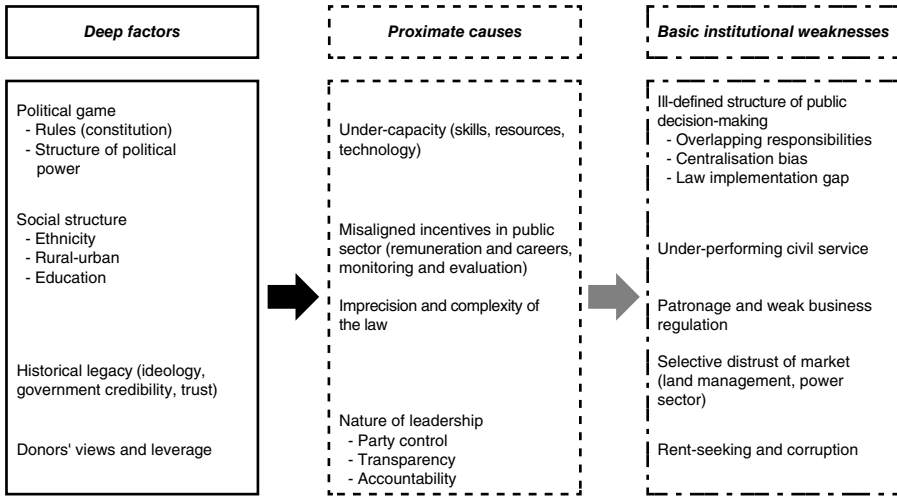 Deep factors
Proximate causes
Basic institutional weaknesses
Political game
- Rules (constitution)
- Structure of political
power
Social structure
- Ethnicity
- Rural-urban
- Education
Historical legacy (ideology,
government credibility, trust)
Donors' views and leverage
Under-capacity (skills, resources,
technology)
Misaligned incentives in public
sector (remuneration and careers,
monitoring and evaluation)
Imprecision and complexity of
the law
Nature of leadership
- Party control
- Transparency
- Accountability
Ill-defined structure of public
decision-making
- Overlapping responsibilities
- Centralisation bias
- Law implementation gap
Under-performing civil service
Patronage and weak business
regulation
Selective distrust of market
(land management, power
sector)
Rent-seeking and corruption